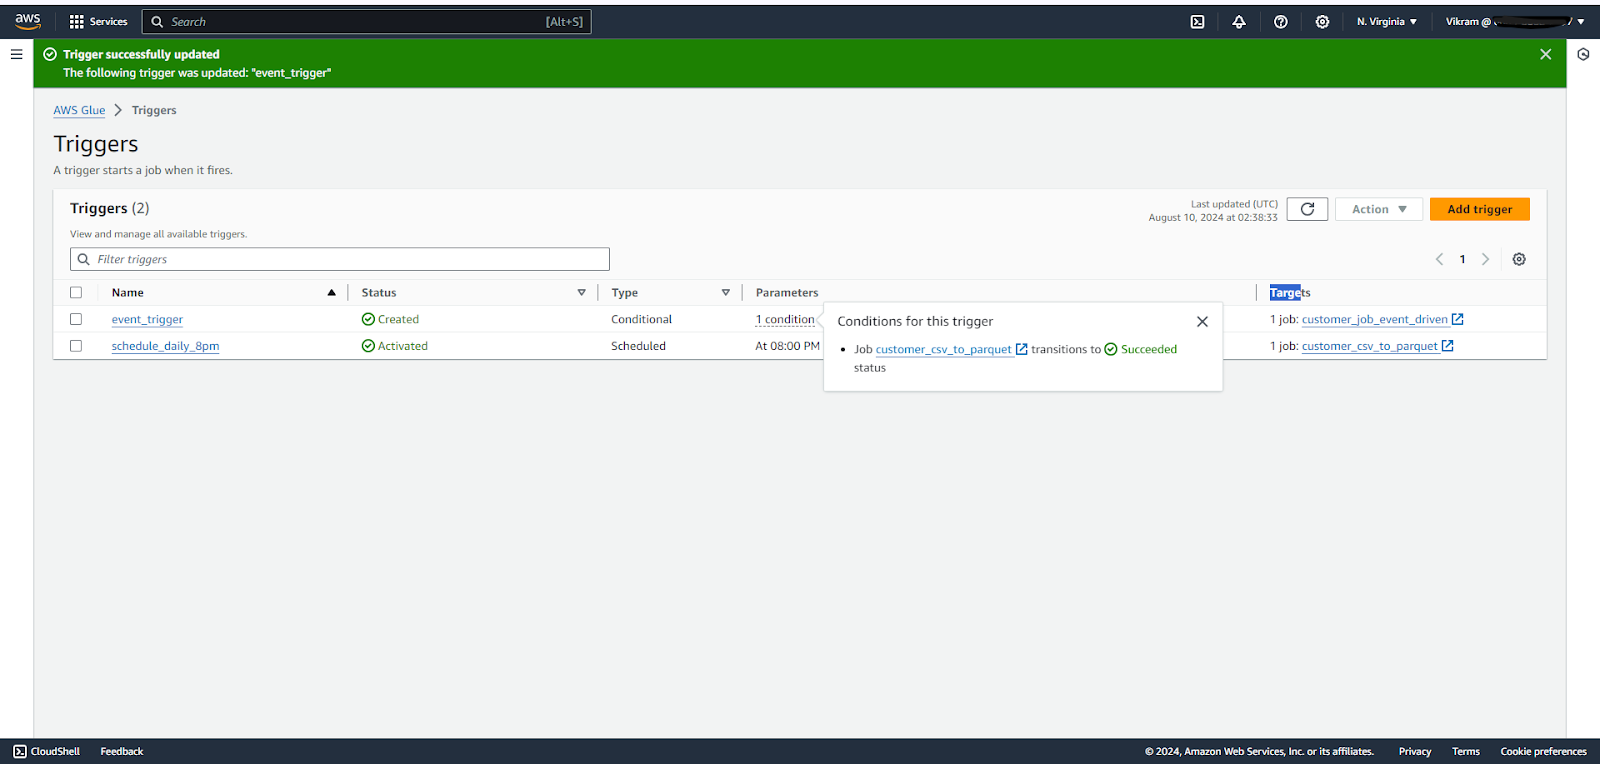 aws Services Search [Alt+S] N. Virginia Vikram @
Trigger successfully updated
The following trigger was updated: "event_trigger"
AWS Glue Triggers
Triggers
A trigger starts a job when it fires.
Triggers (2)
Last updated (UTC)
August 10, 2024 at 02:38:33
Action
Add trigger
View and manage all available triggers.
Filter triggers
1
Name Status Type Parameters Targets
event_trigger Created Conditional 1 condition 1 job: customer_job_event_driven
schedule_daily_8pm Activated Scheduled At 08:00 PM 1 job: customer_csv_to_parquet
Conditions for this trigger
Job customer_csv_to_parquet transitions to Succeeded
status
CloudShell Feedback © 2024, Amazon Web Services, Inc. or its affiliates. Privacy Terms Cookie preferences